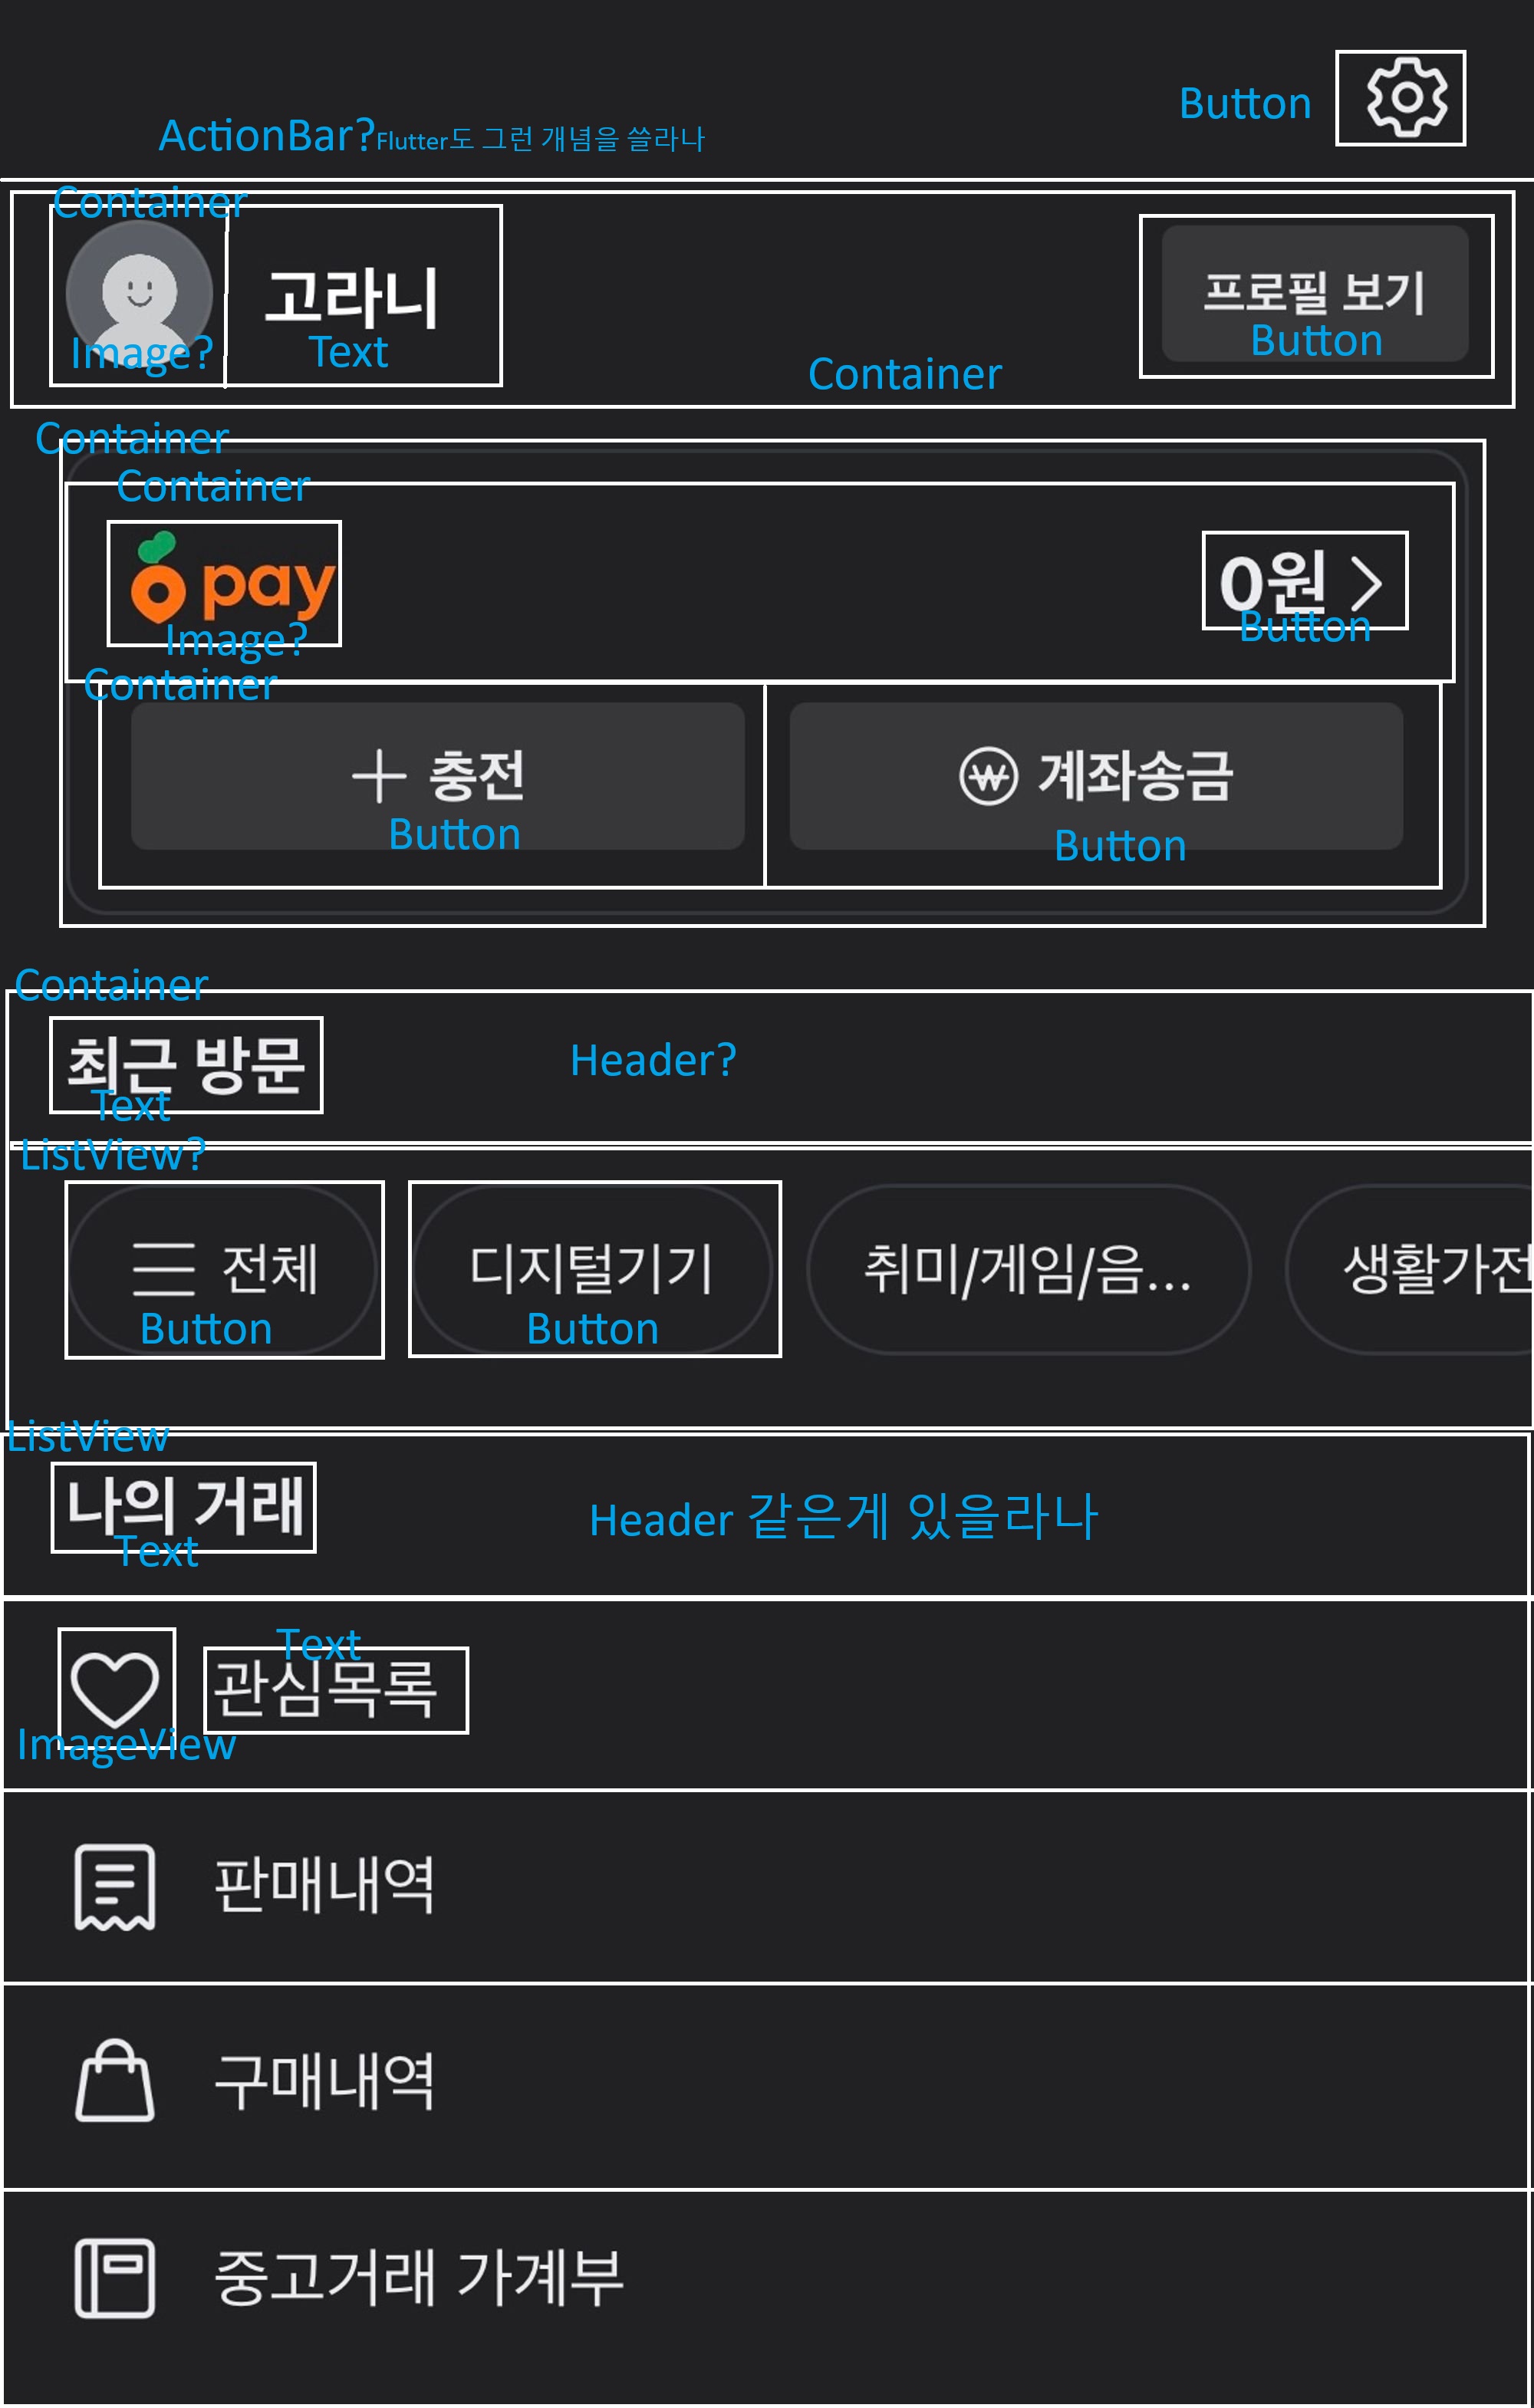 Button
ActionBar?Flutter도 그런 개념을 쓸라나
Container
고라니
프로필 보기
Image?
Text
Button
Container
Container
Container
pay
0원 >
Image?
Button
Container
충전
계좌송금
Button
Button
Container
최근 방문
Header?
Text
ListView?
전체
디지털기기
취미/게임/음...
생활가전
Button
Button
ListView
나의 거래
Header 같은게 있을라나
Text
Text
관심목록
ImageView
판매내역
구매내역
중고거래 가계부